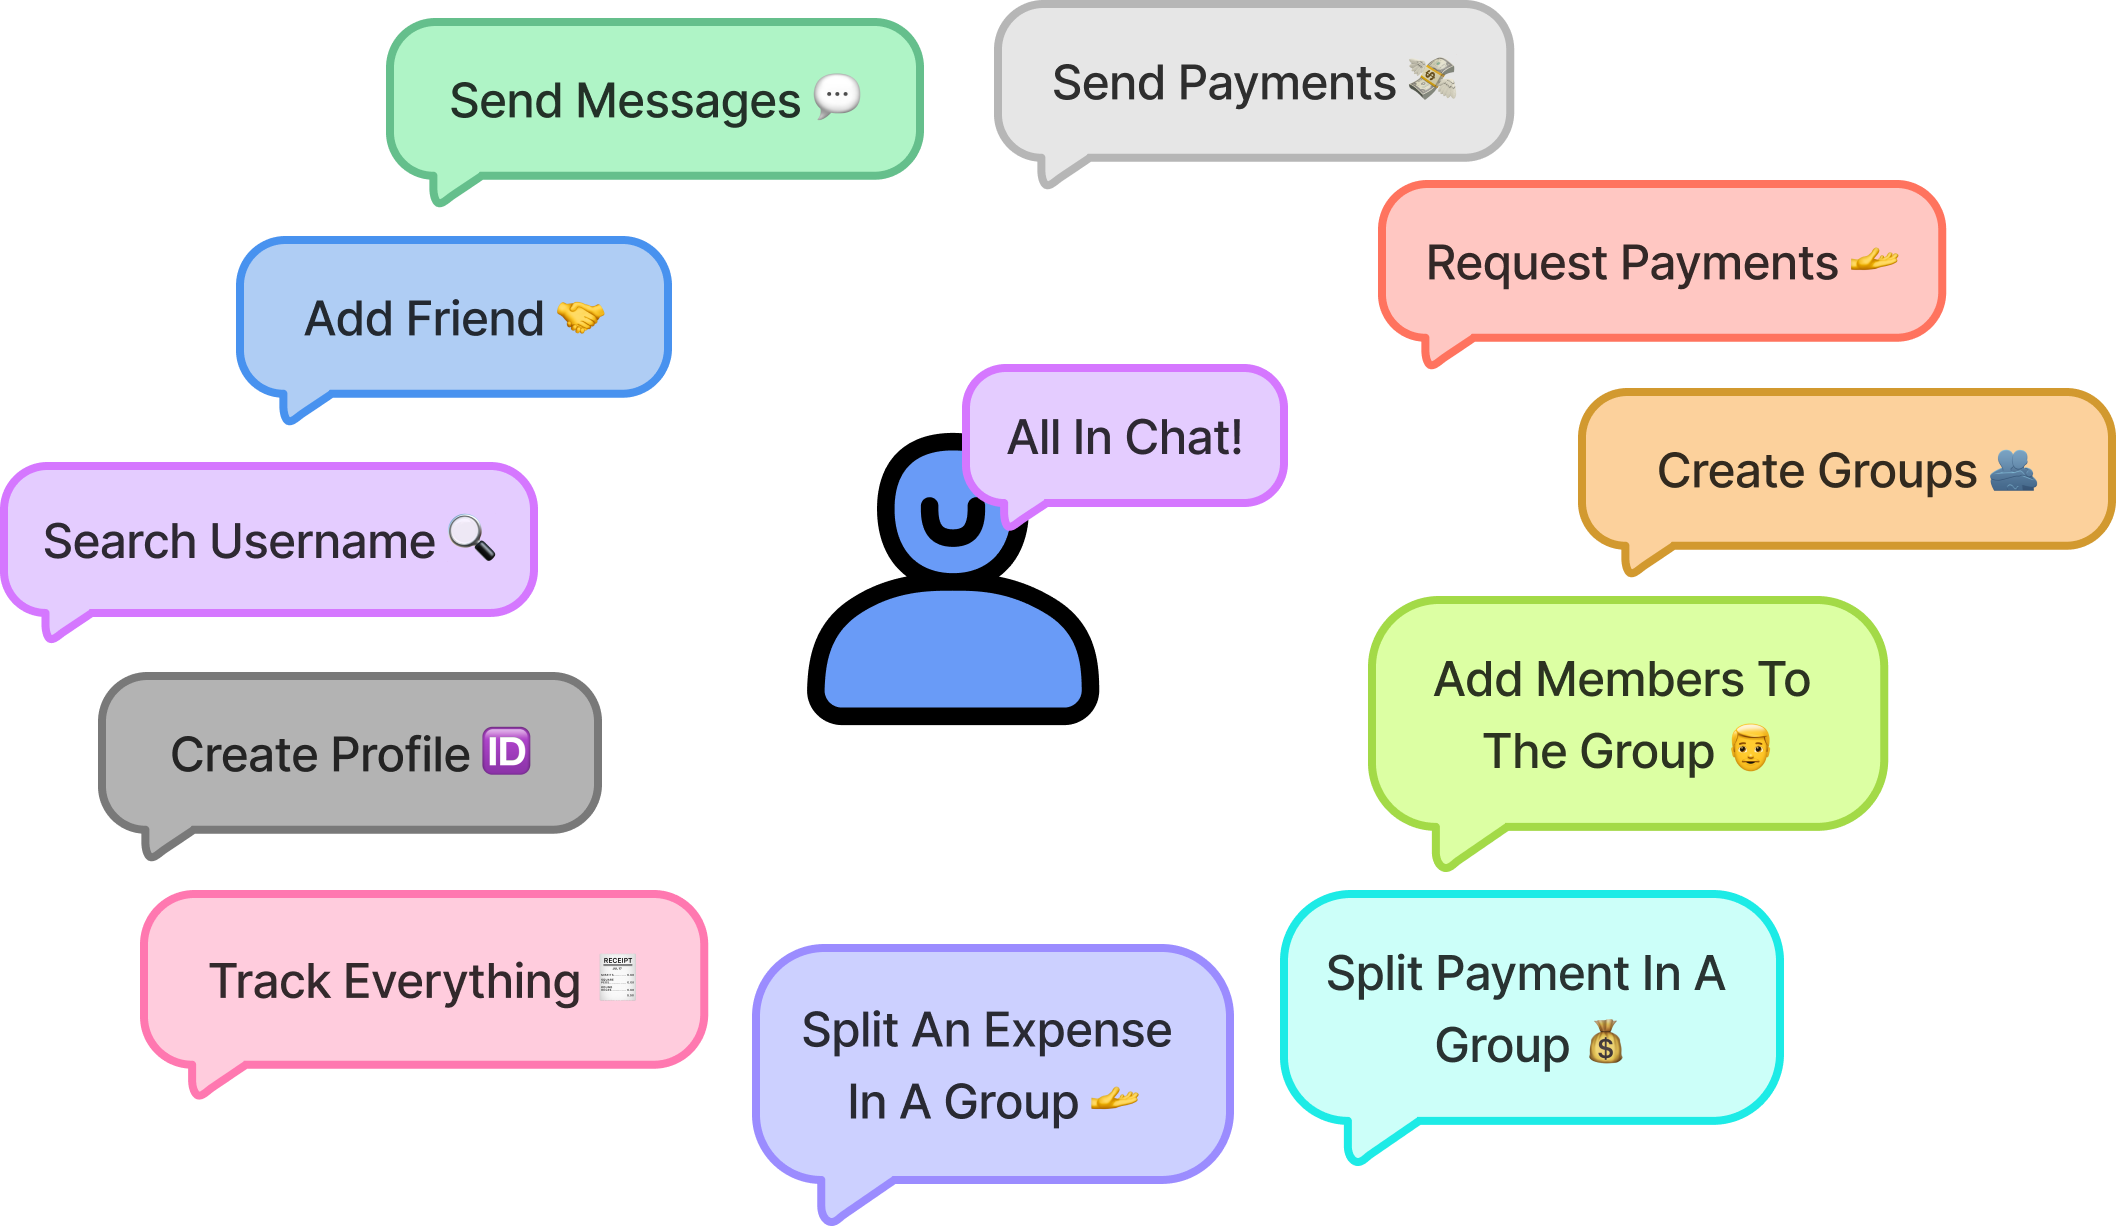 Send Messages 💬
Send Payments 💸
Request Payments 🫴
Add Friend 🤝
All In Chat!
Create Groups 🫂
Search Username 🔍
Add Members To
The Group 👨
Create Profile 🆔
Track Everything 🧾
RECEIPT
Split An Expense
In A Group 🫴
Split Payment In A
Group 💰